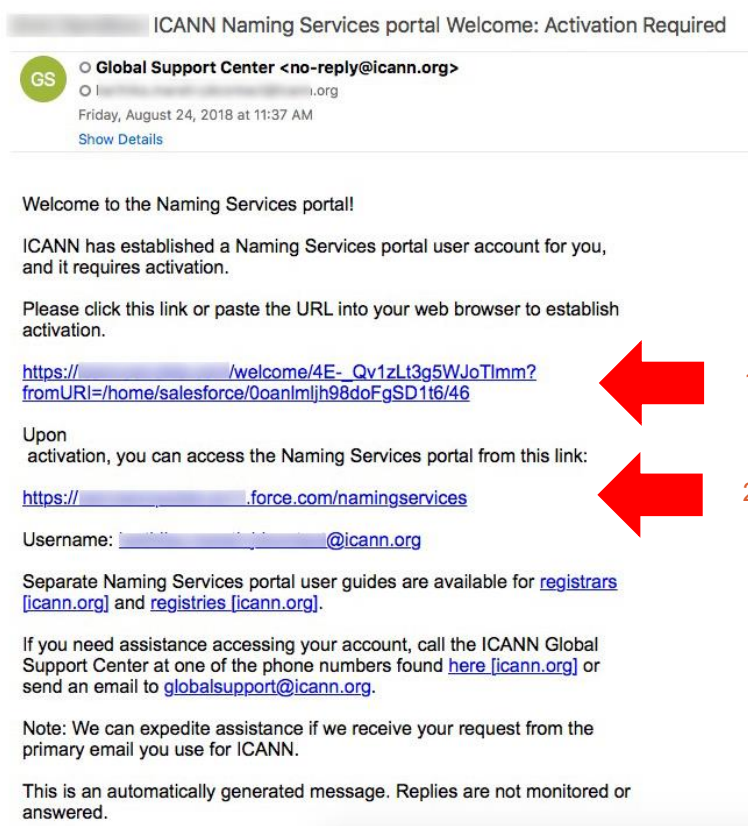 ICANN Naming Services portal Welcome: Activation Required
GS
Global Support Center <no-reply@icann.org>
.org
Friday, August 24, 2018 at 11:37 AM
Show Details
Welcome to the Naming Services portal!
ICANN has established a Naming Services portal user account for you,
and it requires activation.
Please click this link or paste the URL into your web browser to establish
activation.
https:// /welcome/4E-_Qv1zLt3g5WJoTlmm?
fromURI=/home/salesforce/0oanlmljh98doFgSD1t6/46
Upon
activation, you can access the Naming Services portal from this link:
https:// .force.com/namingservices
2
Username: @icann.org
Separate Naming Services portal user guides are available for registrars
[icann.org] and registries [icann.org].
If you need assistance accessing your account, call the ICANN Global
Support Center at one of the phone numbers found here [icann.org] or
send an email to globalsupport@icann.org.
Note: We can expedite assistance if we receive your request from the
primary email you use for ICANN.
This is an automatically generated message. Replies are not monitored or
answered.